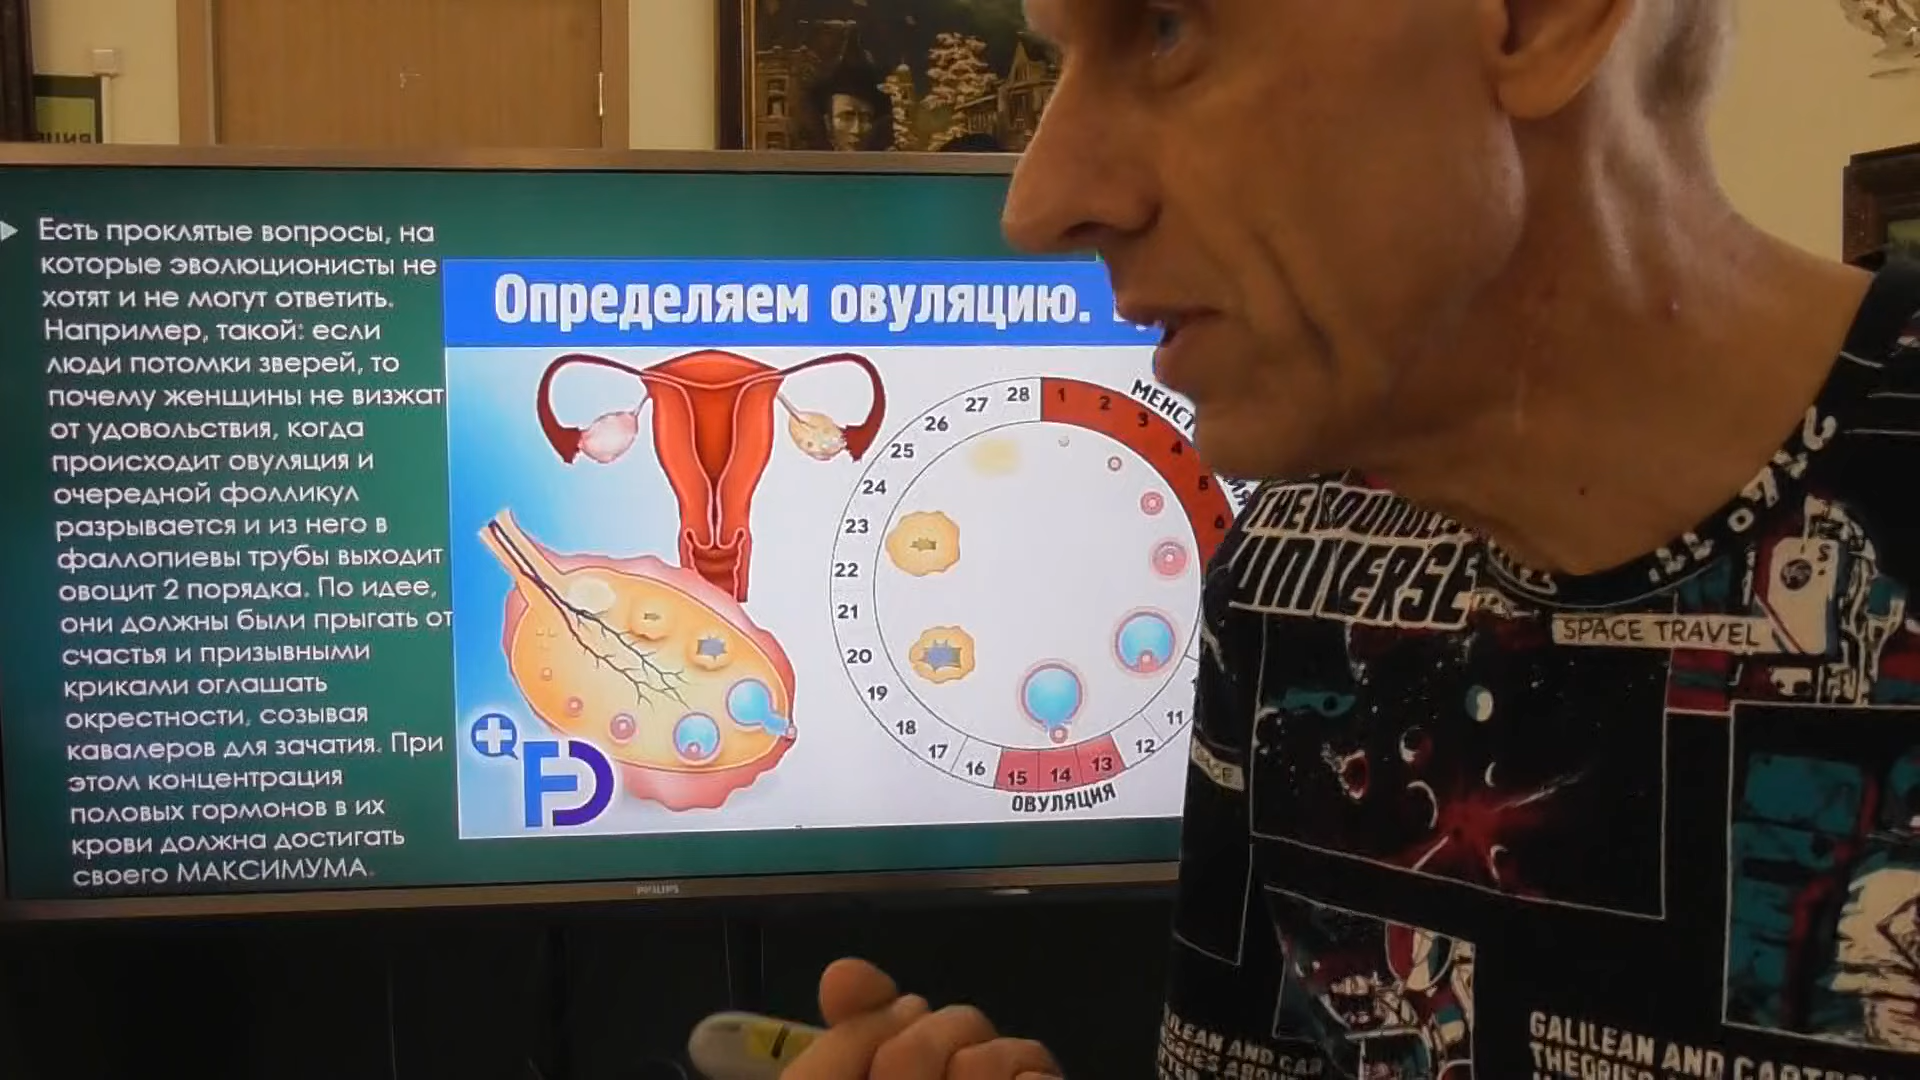 Есть проклятые вопросы, на
которые эволюционисты не
хотят и не могут ответить.
Например, такой: если
люди потомки зверей, то
почему женщины не визжат
от удовольствия, когда
происходит овуляция и
очередной фолликул
разрывается и из него в
фаллопиевы трубы выходит
овоцит 2 порядка. По идее,
они должны были прыгать от
счастья и призывными
криками оглашать
окрестности, созывая
кавалеров для зачатия. При
этом концентрация
половых гормонов в их
крови должна достигать
своего МАКСИМУМА.
Определяем овуляцию.
МЕНСТ
1
2
3
4
5
6
11
12
13
14
15
16
17
18
19
20
21
22
23
24
25
26
27
28
ОВУЛЯЦИЯ
FD
PHILIPS
THE
UNIVERSE
SPACE TRAVEL
GALILEAN AND